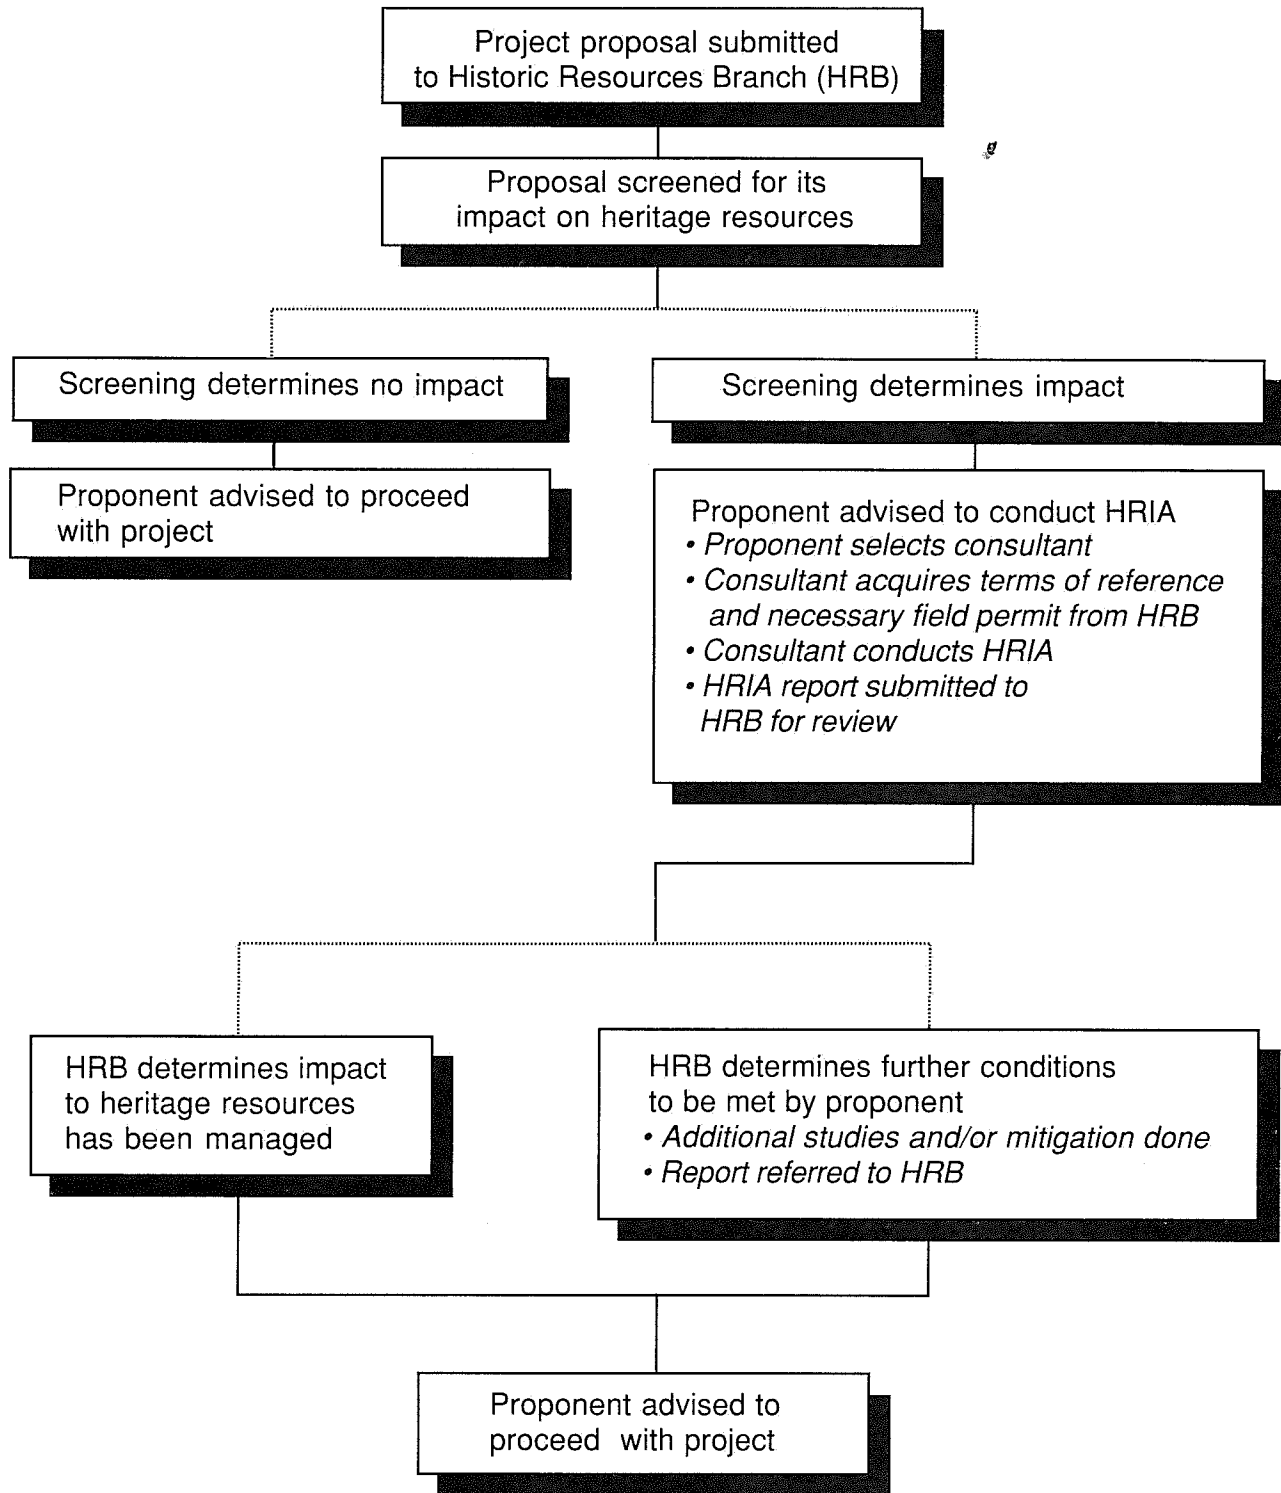 Project proposal submitted
to Historic Resources Branch (HRB)
Proposal screened for its
impact on heritage resources
Screening determines no impact
Proponent advised to proceed
with project
Screening determines impact
Proponent advised to conduct HRIA
• Proponent selects consultant
• Consultant acquires terms of reference
and necessary field permit from HRB
• Consultant conducts HRIA
• HRIA report submitted to
HRB for review
HRB determines impact
to heritage resources
has been managed
HRB determines further conditions
to be met by proponent
• Additional studies and/or mitigation done
• Report referred to HRB
Proponent advised to
proceed with project